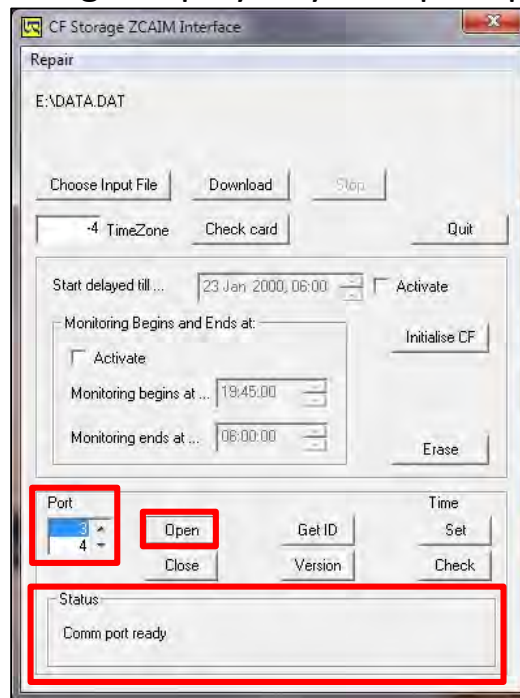 CF Storage ZCAIM Interface
Repair
E:\DATA.DAT
Choose Input File Download Stop
-4 TimeZone Check card Quit
Start delayed till ... 23 Jan 2000, 06:00 Activate
Monitoring Begins and Ends at:
Initialise CF
Activate
Monitoring begins at ... 19:45:00
Monitoring ends at ... 06:00:00
Erase
Port Time
3 Open Get ID Set
4
Close Version Check
Status
Comm port ready